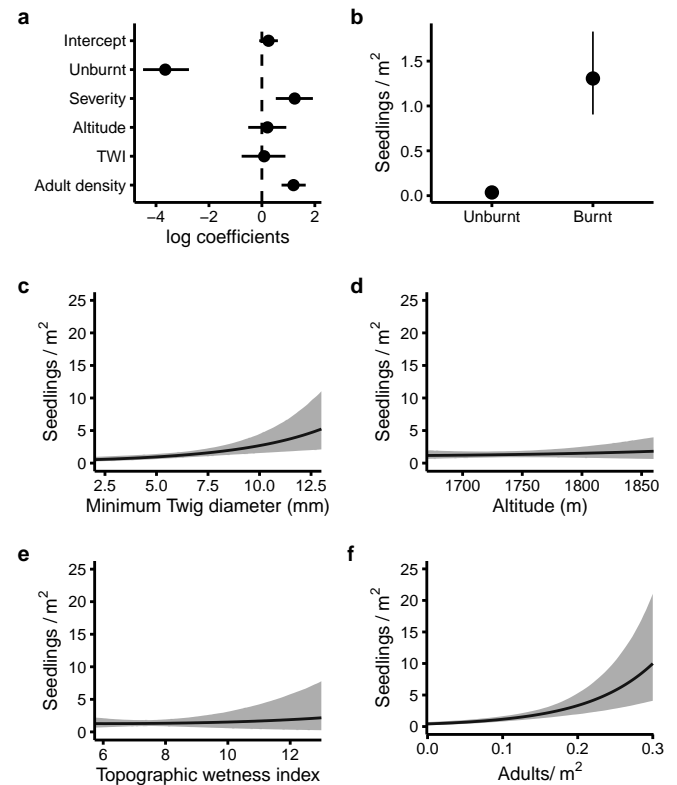 a
Intercept
Unburnt
Severity
Altitude
TWI
Adult density
−4 −2 0 2
log coefficients
b
Seedlings / m²
1.5
1.0
0.5
0.0
Unburnt Burnt
c
Seedlings / m²
25
20
15
10
5
0
2.5 5.0 7.5 10.0 12.5
Minimum Twig diameter (mm)
d
Seedlings / m²
25
20
15
10
5
0
1700 1750 1800 1850
Altitude (m)
e
Seedlings / m²
25
20
15
10
5
0
6 8 10 12
Topographic wetness index
f
Seedlings / m²
25
20
15
10
5
0
0.0 0.1 0.2 0.3
Adults/ m²